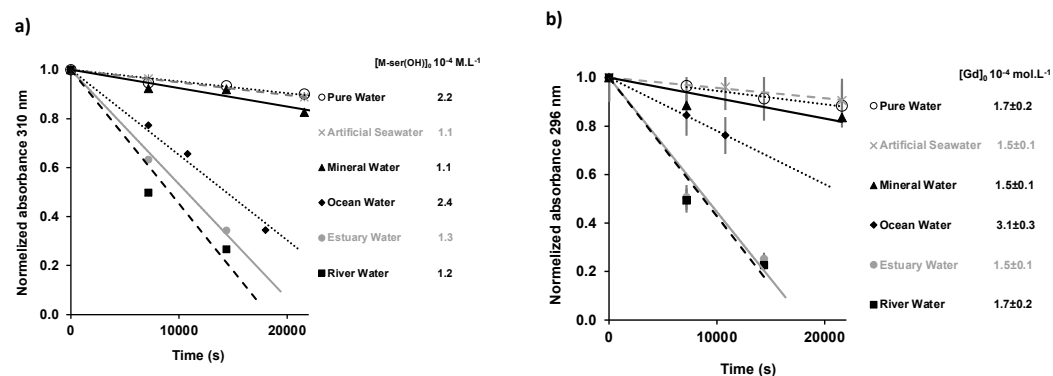 a)
[M-ser(OH)]₀ 10⁻⁴ M.L⁻¹
Pure Water 2.2
Artificial Seawater 1.1
Mineral Water 1.1
Ocean Water 2.4
Estuary Water 1.3
River Water 1.2
Normelized absorbance 310 nm
1.0
0.8
0.6
0.4
0.2
0.0
0 10000 20000
Time (s)
b)
[Gd]₀ 10⁻⁴ mol.L⁻¹
Pure Water 1.7±0.2
Artificial Seawater 1.5±0.1
Mineral Water 1.5±0.1
Ocean Water 3.1±0.3
Estuary Water 1.5±0.1
River Water 1.7±0.2
Normelized absorbance 296 nm
1.0
0.8
0.6
0.4
0.2
0.0
0 10000 20000
Time (s)